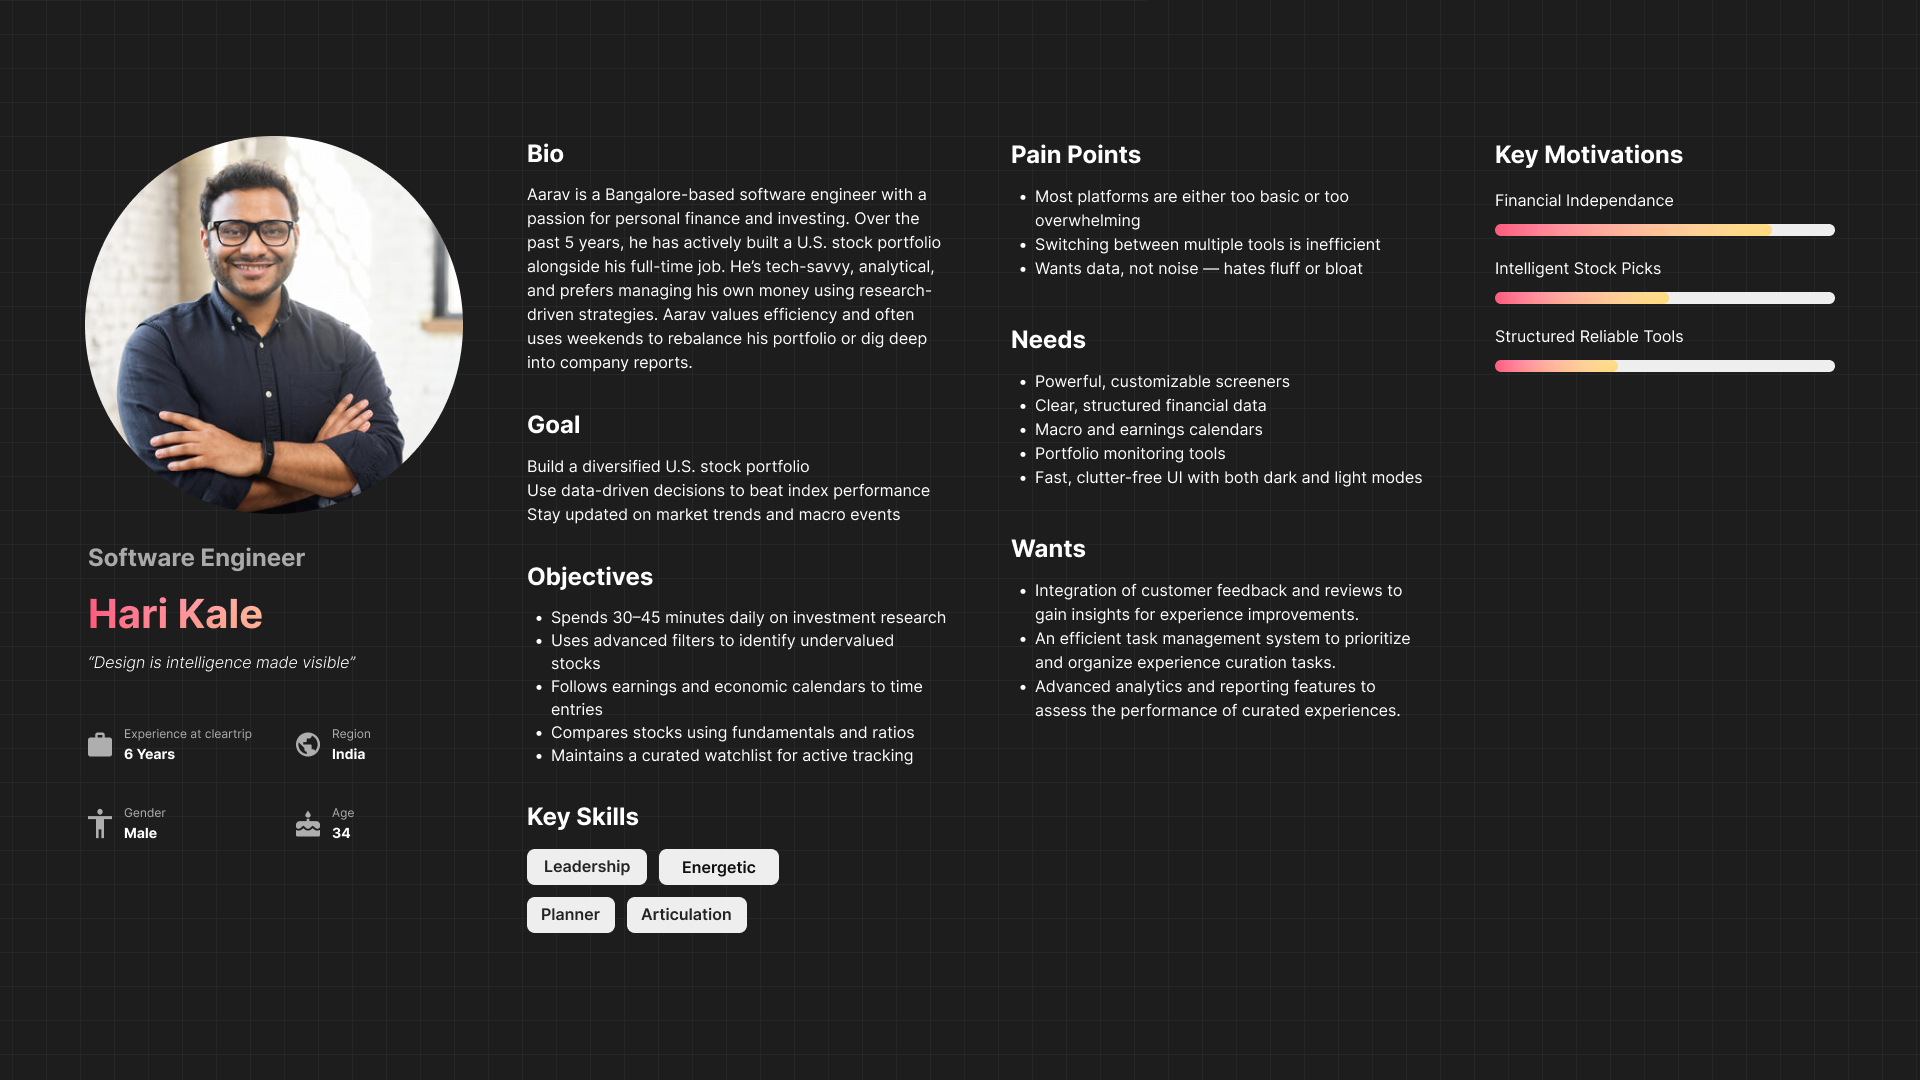 Software Engineer
Hari Kale
“Design is intelligence made visible”
Experience at cleartrip
6 Years
Region
India
Gender
Male
Age
34
Bio
Aarav is a Bangalore-based software engineer with a
passion for personal finance and investing. Over the
past 5 years, he has actively built a U.S. stock portfolio
alongside his full-time job. He’s tech-savvy, analytical,
and prefers managing his own money using research-
driven strategies. Aarav values efficiency and often
uses weekends to rebalance his portfolio or dig deep
into company reports.
Goal
Build a diversified U.S. stock portfolio
Use data-driven decisions to beat index performance
Stay updated on market trends and macro events
Objectives
• Spends 30–45 minutes daily on investment research
• Uses advanced filters to identify undervalued
stocks
• Follows earnings and economic calendars to time
entries
• Compares stocks using fundamentals and ratios
• Maintains a curated watchlist for active tracking
Key Skills
Leadership
Energetic
Planner
Articulation
Pain Points
• Most platforms are either too basic or too
overwhelming
• Switching between multiple tools is inefficient
• Wants data, not noise — hates fluff or bloat
Needs
• Powerful, customizable screeners
• Clear, structured financial data
• Macro and earnings calendars
• Portfolio monitoring tools
• Fast, clutter-free UI with both dark and light modes
Wants
• Integration of customer feedback and reviews to
gain insights for experience improvements.
• An efficient task management system to prioritize
and organize experience curation tasks.
• Advanced analytics and reporting features to
assess the performance of curated experiences.
Key Motivations
Financial Independance
Intelligent Stock Picks
Structured Reliable Tools